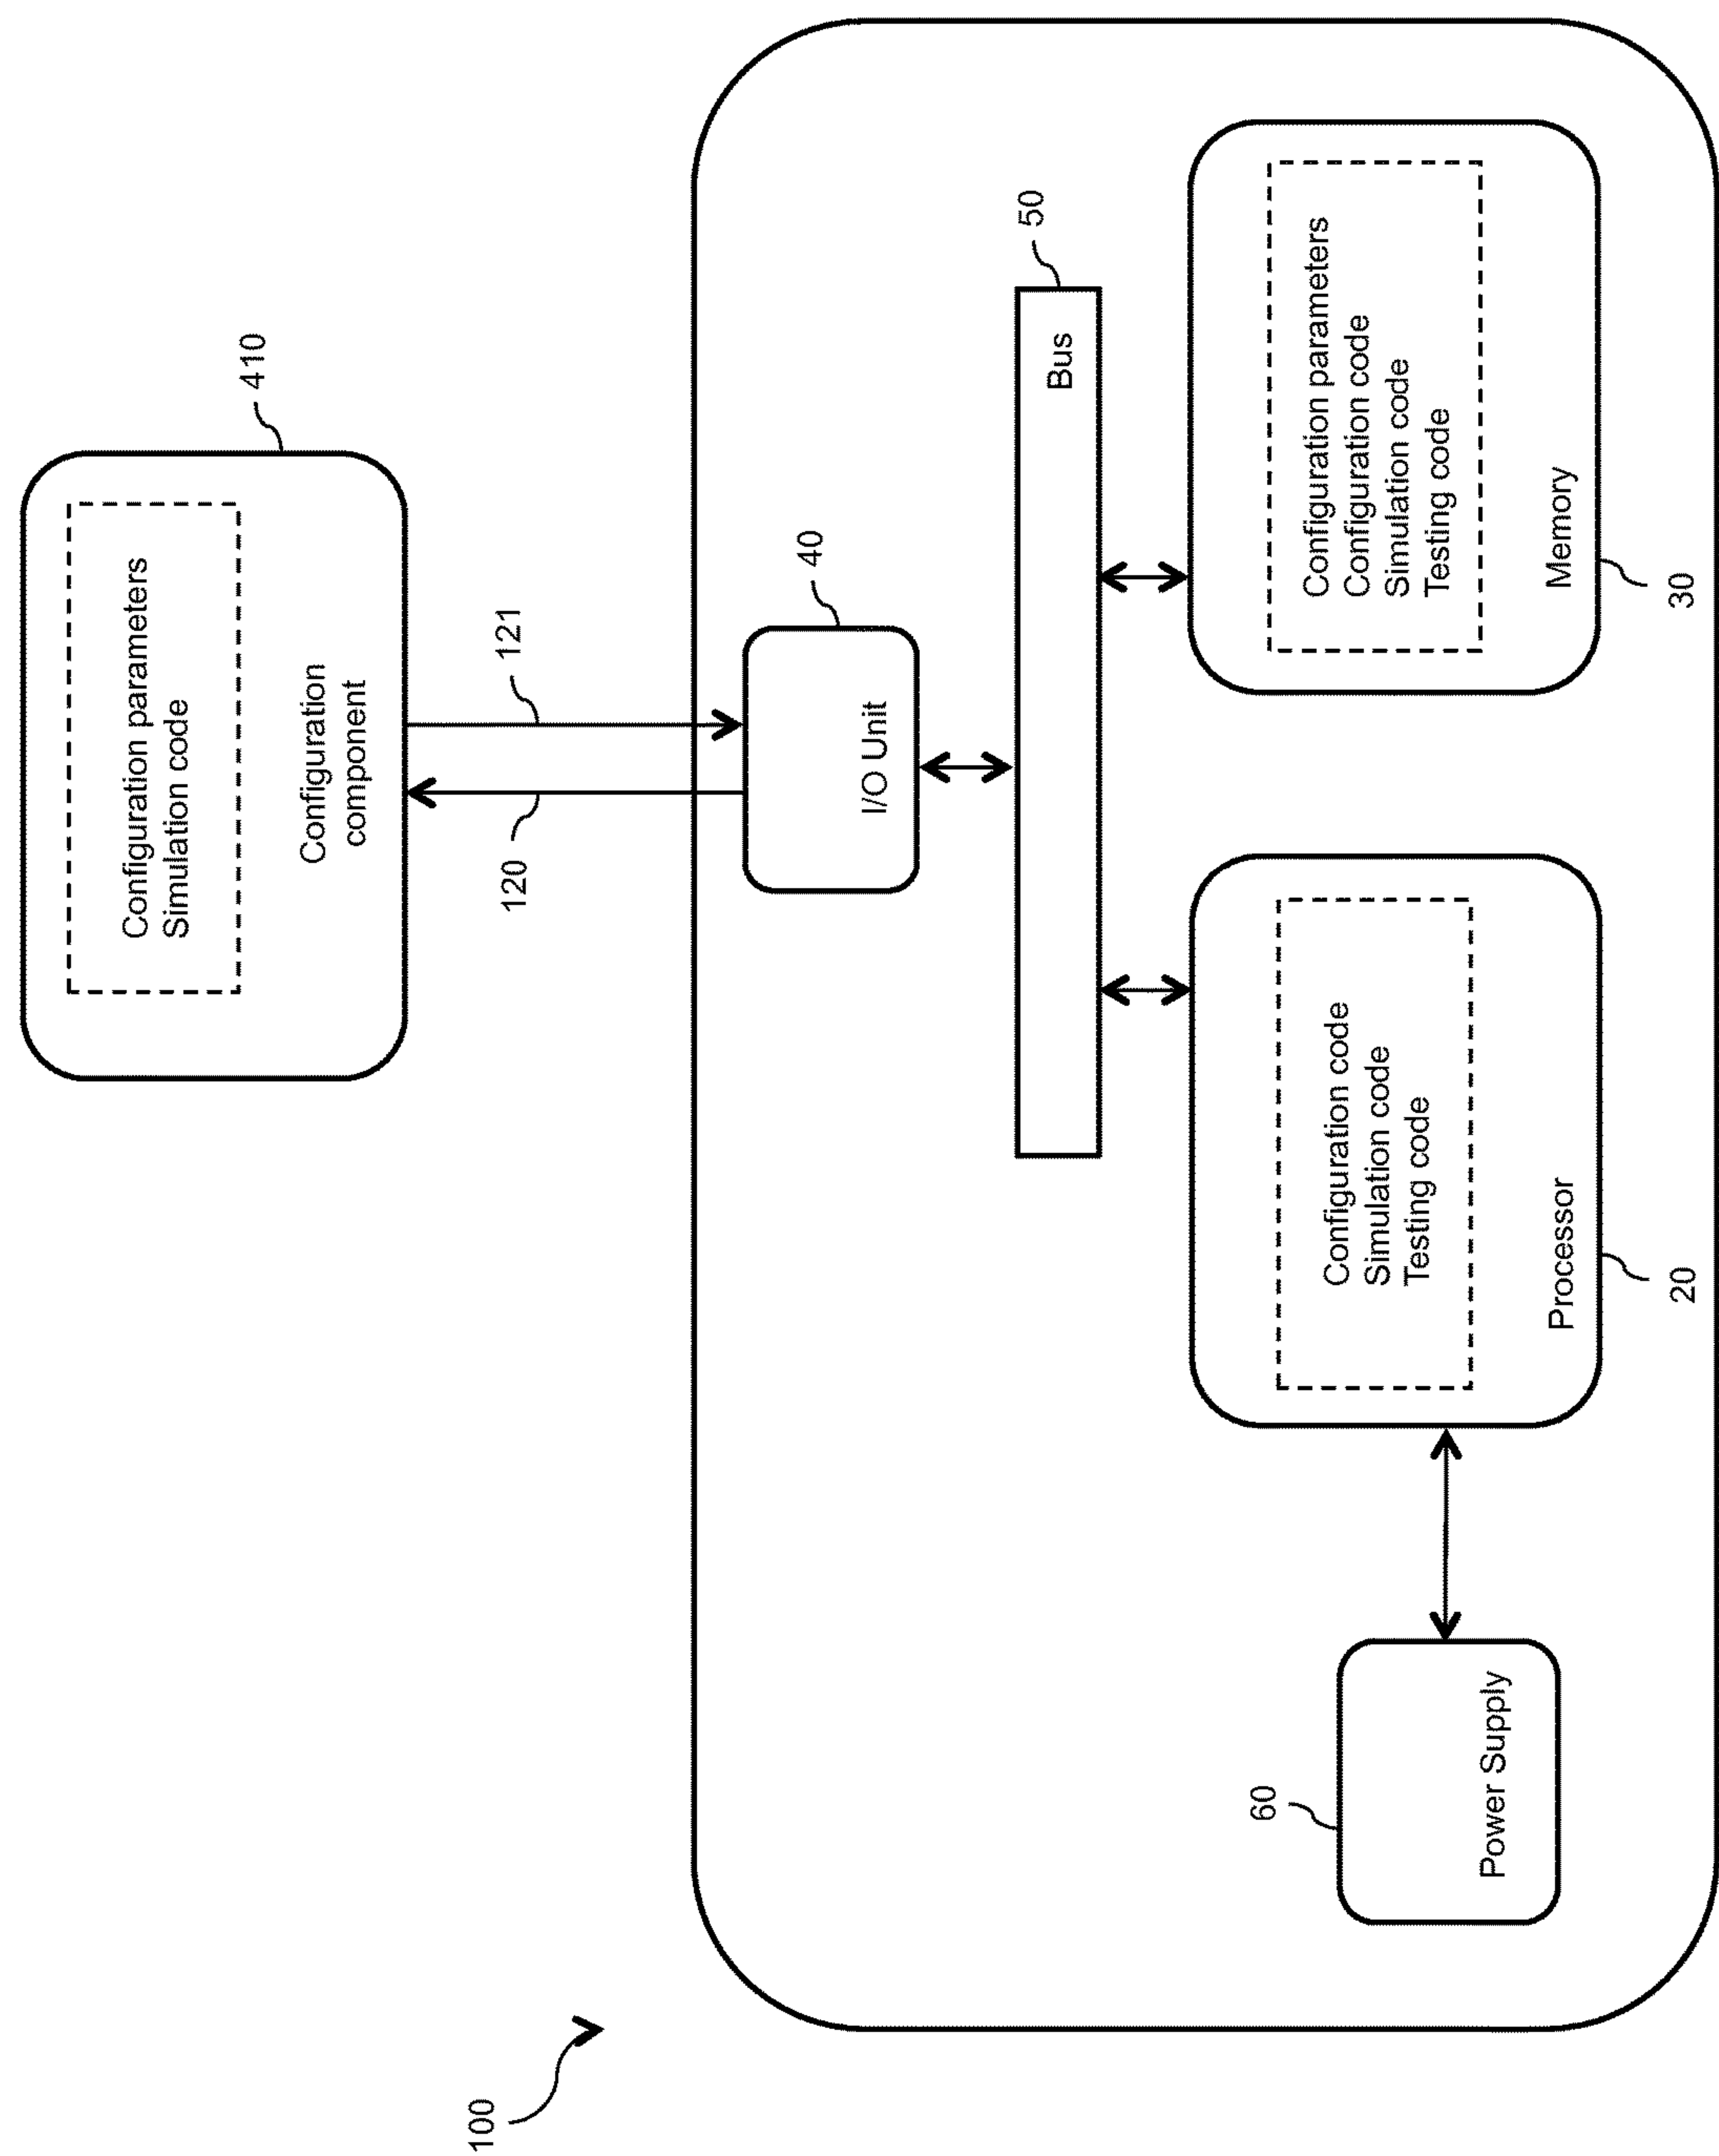 100
410
Configuration parameters
Simulation code
Configuration
component
120
121
40
I/O Unit
50
Bus
60
Power Supply
Configuration code
Simulation code
Testing code
Processor
20
Configuration parameters
Configuration code
Simulation code
Testing code
Memory
30